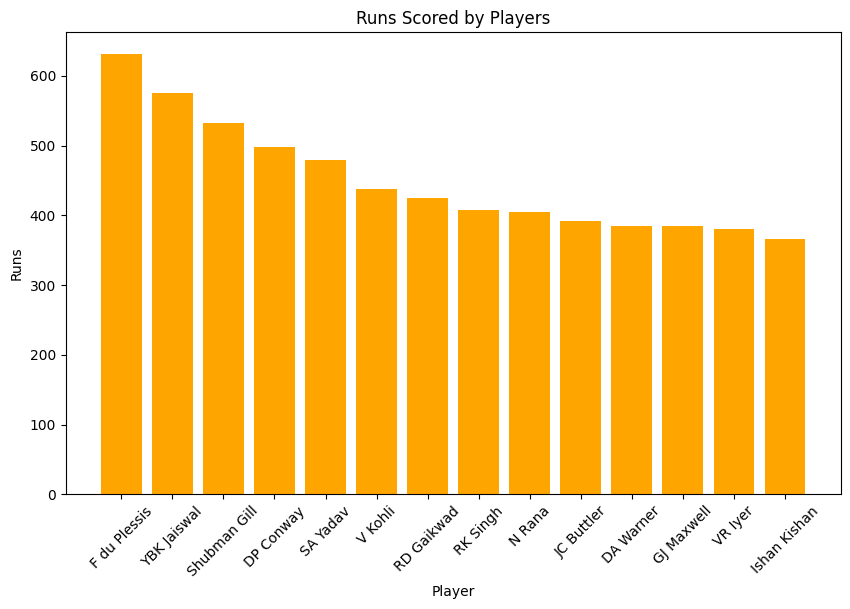 Runs Scored by Players
Runs
600
500
400
300
200
100
0
F du Plessis
YBK Jaiswal
Shubman Gill
DP Conway
SA Yadav
V Kohli
RD Gaikwad
RK Singh
N Rana
JC Buttler
DA Warner
GJ Maxwell
VR Iyer
Ishan Kishan
Player